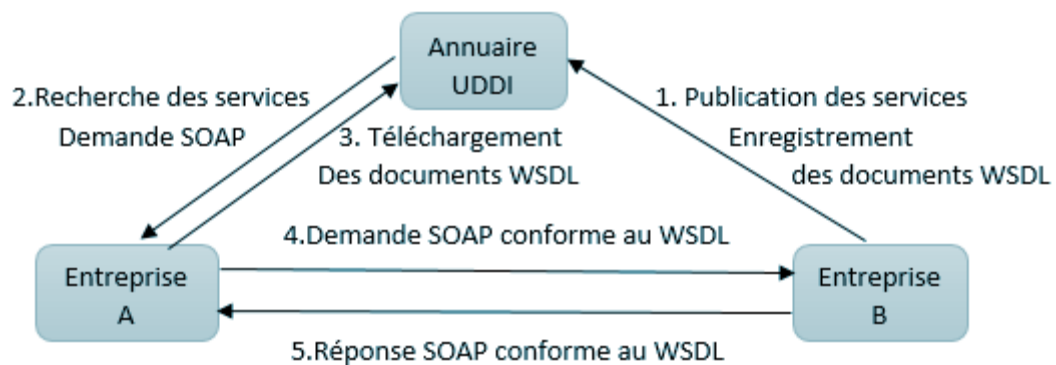 Annuaire
UDDI
2.Recherche des services
Demande SOAP
1. Publication des services
Enregistrement
des documents WSDL
3. Téléchargement
Des documents WSDL
4.Demande SOAP conforme au WSDL
Entreprise
A
Entreprise
B
5.Réponse SOAP conforme au WSDL